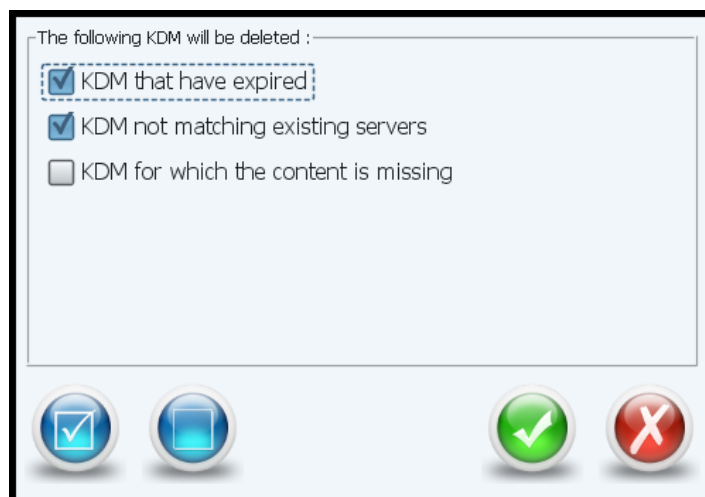 The following KDM will be deleted :
KDM that have expired
KDM not matching existing servers
KDM for which the content is missing